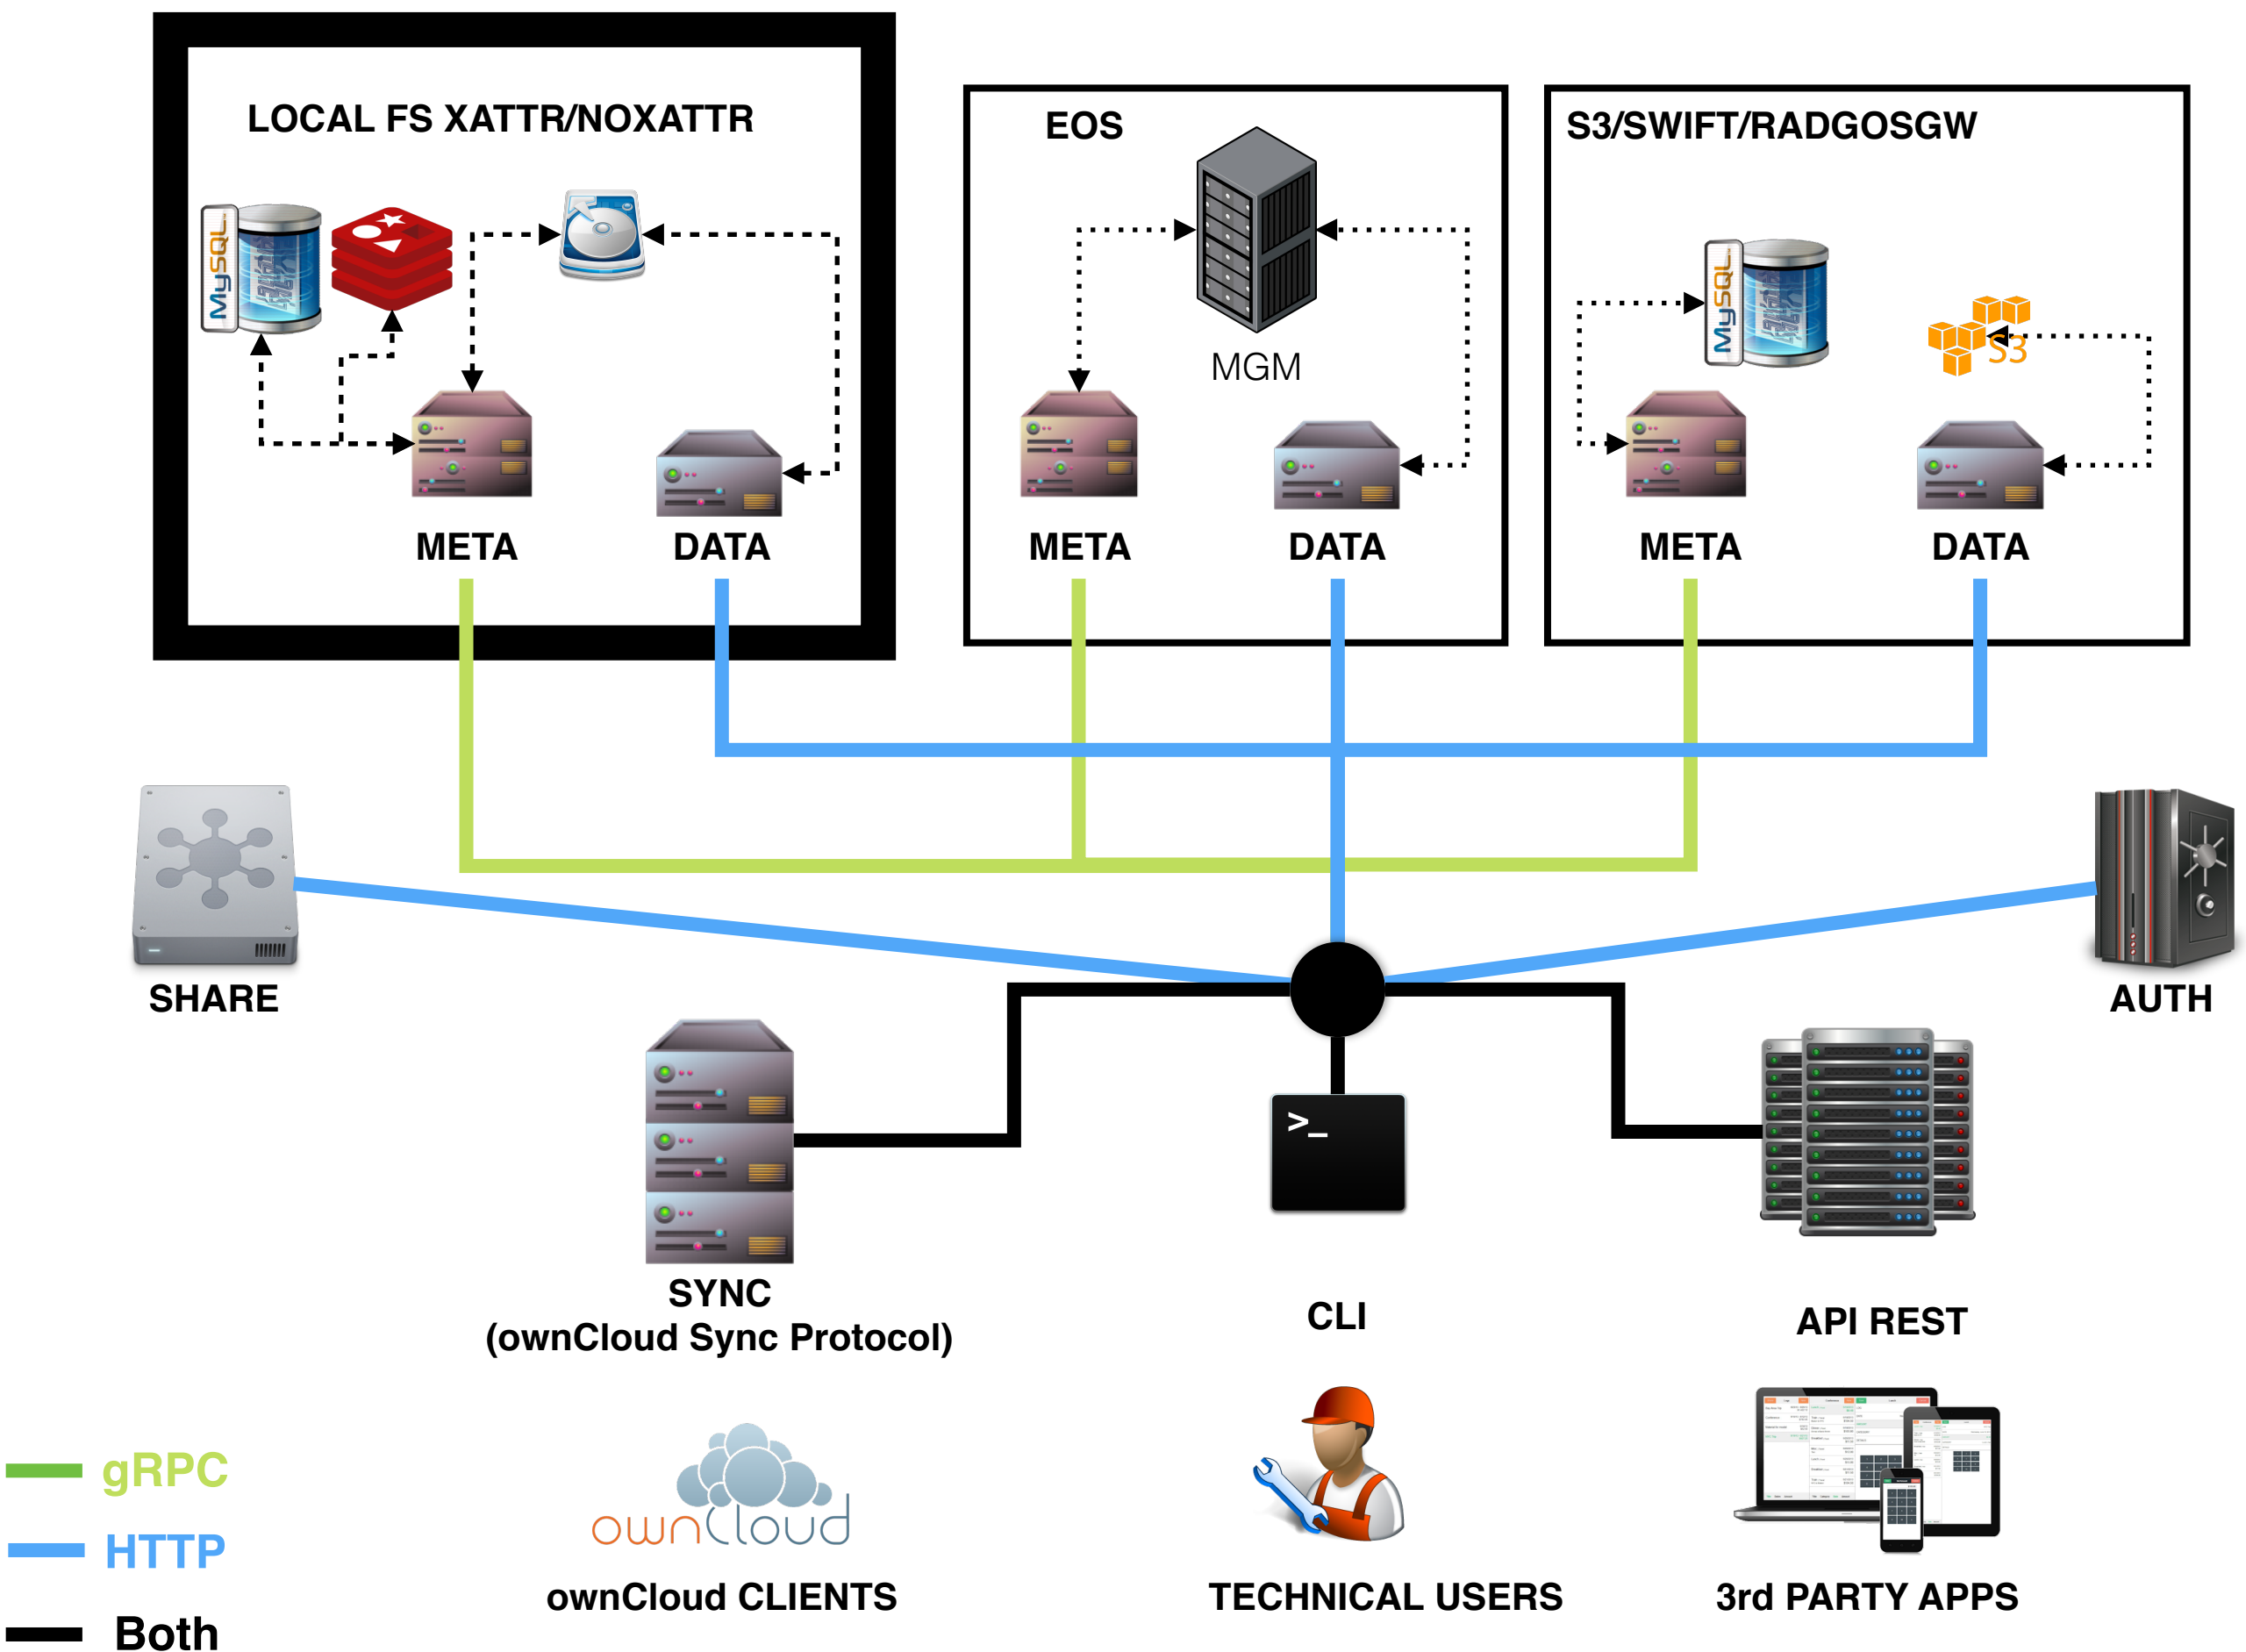 LOCAL FS XATTR/NOXATTR
EOS
S3/SWIFT/RADGOSGW
MySQL
MGM
MySQL
S3
META
DATA
META
DATA
META
DATA
SHARE
AUTH
>_
SYNC
(ownCloud Sync Protocol)
CLI
API REST
gRPC
HTTP
Both
ownCloud
ownCloud CLIENTS
TECHNICAL USERS
3rd PARTY APPS